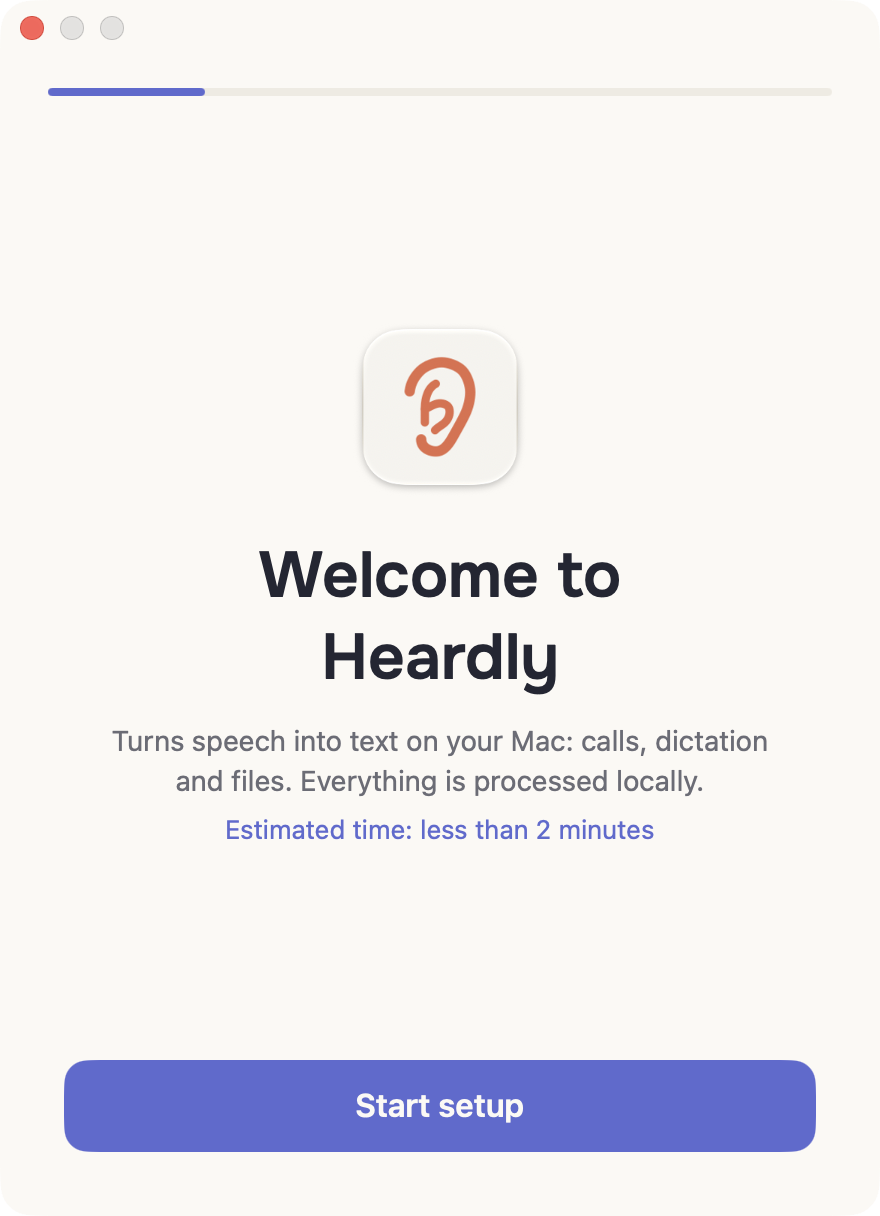 Welcome to
Heardly
Turns speech into text on your Mac: calls, dictation
and files. Everything is processed locally.
Estimated time: less than 2 minutes
Start setup